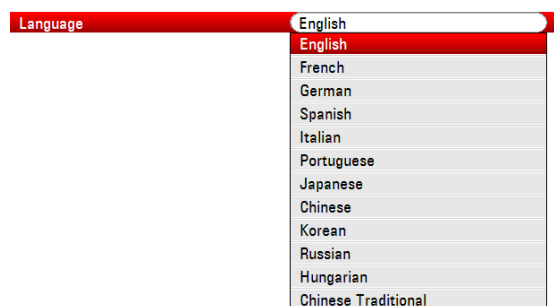 Language English
English
French
German
Spanish
Italian
Portuguese
Japanese
Chinese
Korean
Russian
Hungarian
Chinese Traditional